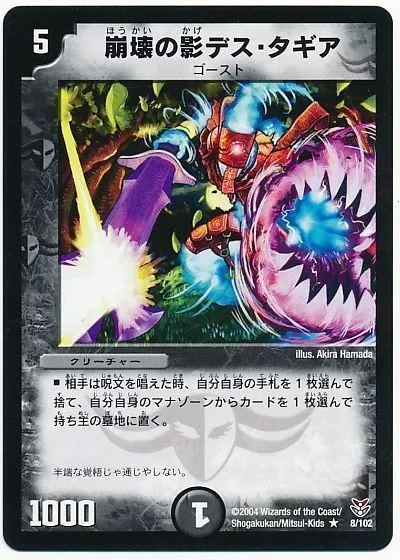 5
ほうかい かげ
崩壊の影デス・タギア
ゴースト
illus. Akira Hamada
クリーチャー
■ 相手は呪文を唱えた時、自分自身の手札を1枚選んで
捨て、自分自身のマナゾーンからカードを1枚選んで
持ち主の墓地に置く。
半端な覚悟じゃ通じやしない。
1000
1
©2004 Wizards of the Coast/
Shogakukan/Mitsui-Kids ★ 8/102